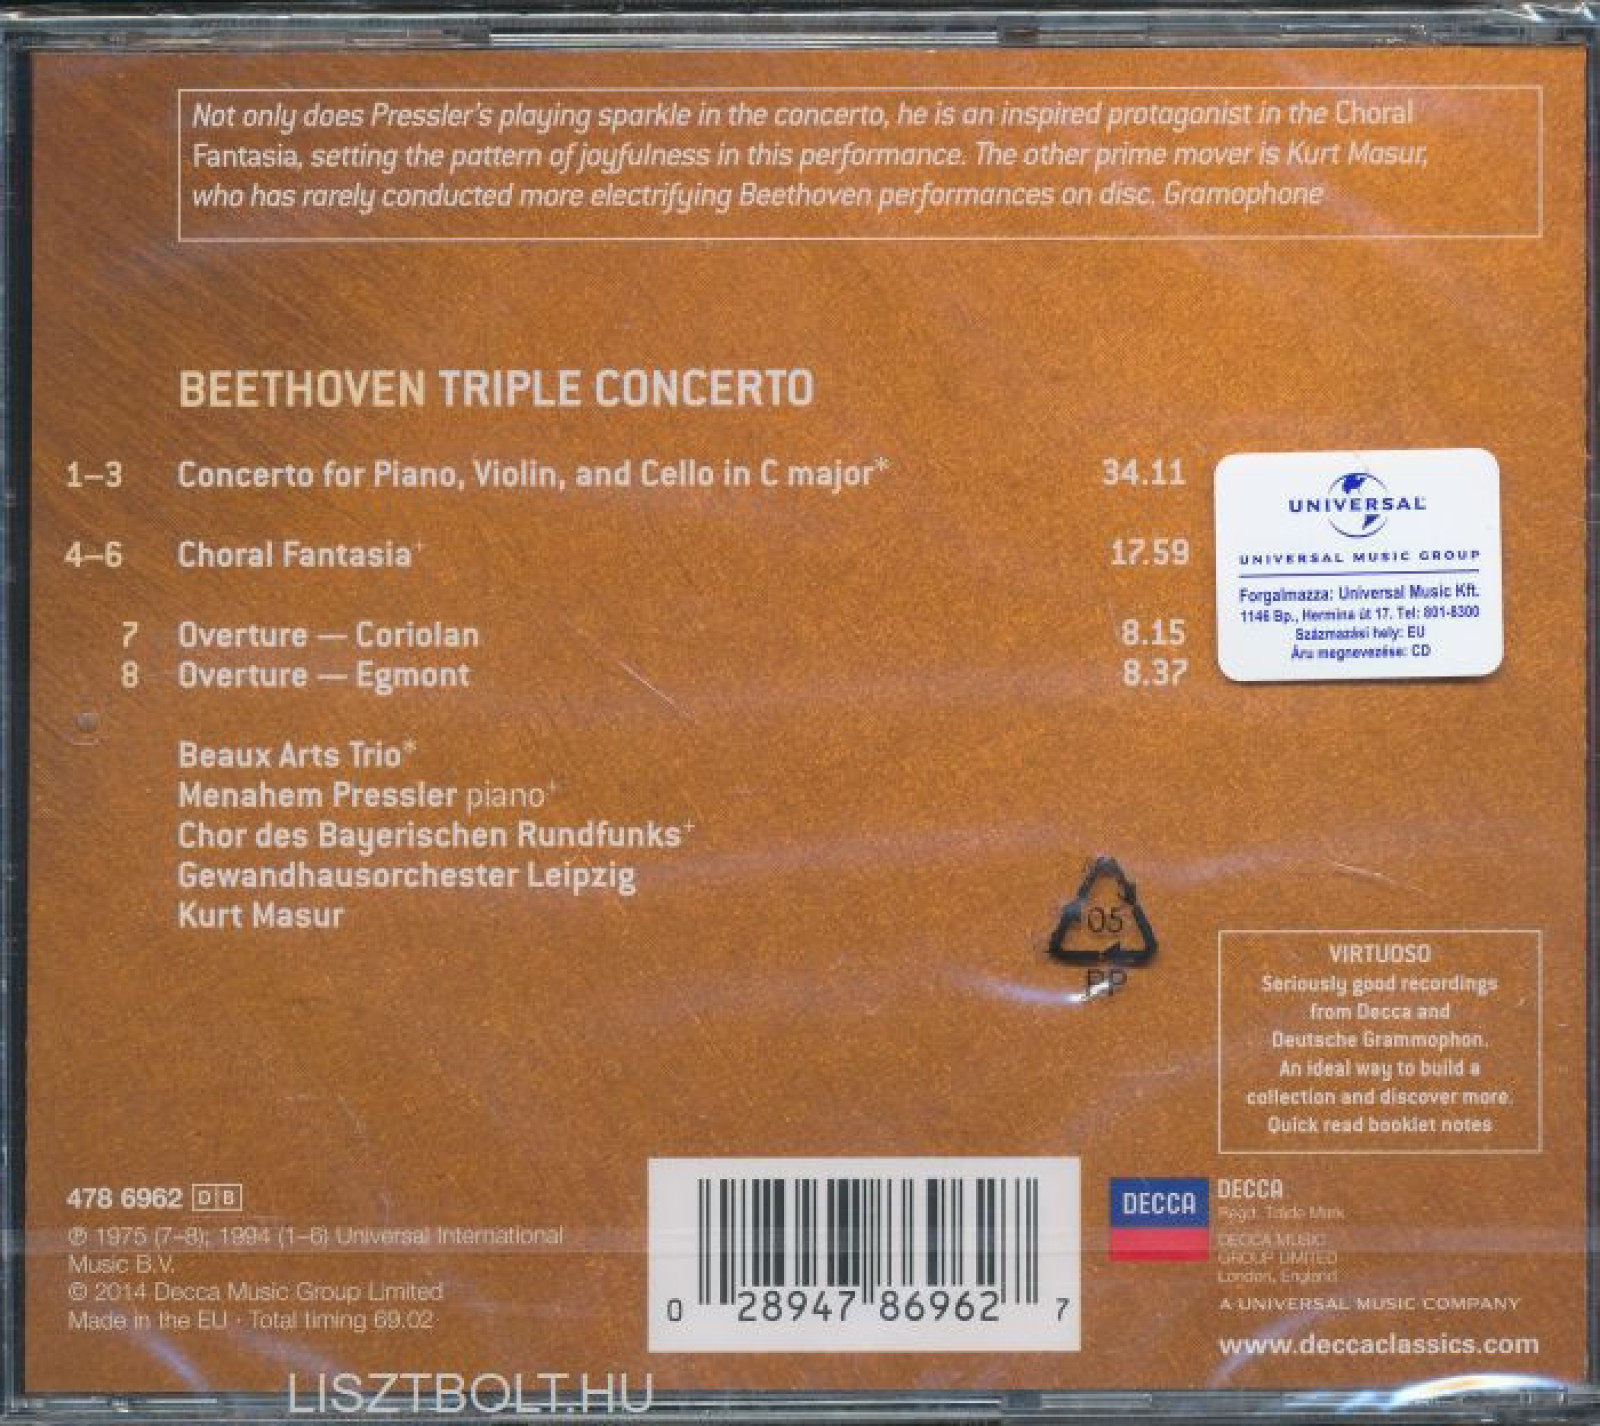 Not only does Pressler's playing sparkle in the concerto, he is an inspired protagonist in the Choral
Fantasia, setting the pattern of joyfulness in this performance. The other prime mover is Kurt Masur,
who has rarely conducted more electrifying Beethoven performances on disc. Gramophone
BEETHOVEN TRIPLE CONCERTO
1–3 Concerto for Piano, Violin, and Cello in C major* 34.11
4–6 Choral Fantasia+ 17.59
7 Overture — Coriolan 8.15
8 Overture — Egmont 8.37
UNIVERSAL
UNIVERSAL MUSIC GROUP
Forgalmazza: Universal Music Kft.
1146 Bp., Hermina út 17. Tel: 801-8300
Származási hely: EU
Áru megnevezése: CD
Beaux Arts Trio*
Menahem Pressler piano+
Chor des Bayerischen Rundfunks+
Gewandhausorchester Leipzig
Kurt Masur
05
PP
VIRTUOSO
Seriously good recordings
from Decca and
Deutsche Grammophon.
An ideal way to build a
collection and discover more.
Quick read booklet notes
478 6962 DB
℗ 1975 (7–8); 1994 (1–6) Universal International
Music B.V.
© 2014 Decca Music Group Limited
Made in the EU · Total timing 69.02
0 28947 86962 7
DECCA
DECCA
Regd. Trade Mark
DECCA MUSIC
GROUP LIMITED
London, England
A UNIVERSAL MUSIC COMPANY
www.deccaclassics.com
LISZTBOLT.HU